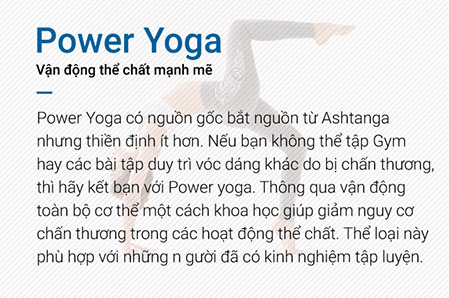 Power Yoga
Vận động thể chất mạnh mẽ
Power Yoga có nguồn gốc bắt nguồn từ Ashtanga
nhưng thiền định ít hơn. Nếu bạn không thể tập Gym
hay các bài tập duy trì vóc dáng khác do bị chấn thương,
thì hãy kết bạn với Power yoga. Thông qua vận động
toàn bộ cơ thể một cách khoa học giúp giảm nguy cơ
chấn thương trong các hoạt động thể chất. Thể loại này
phù hợp với những n gười đã có kinh nghiệm tập luyện.